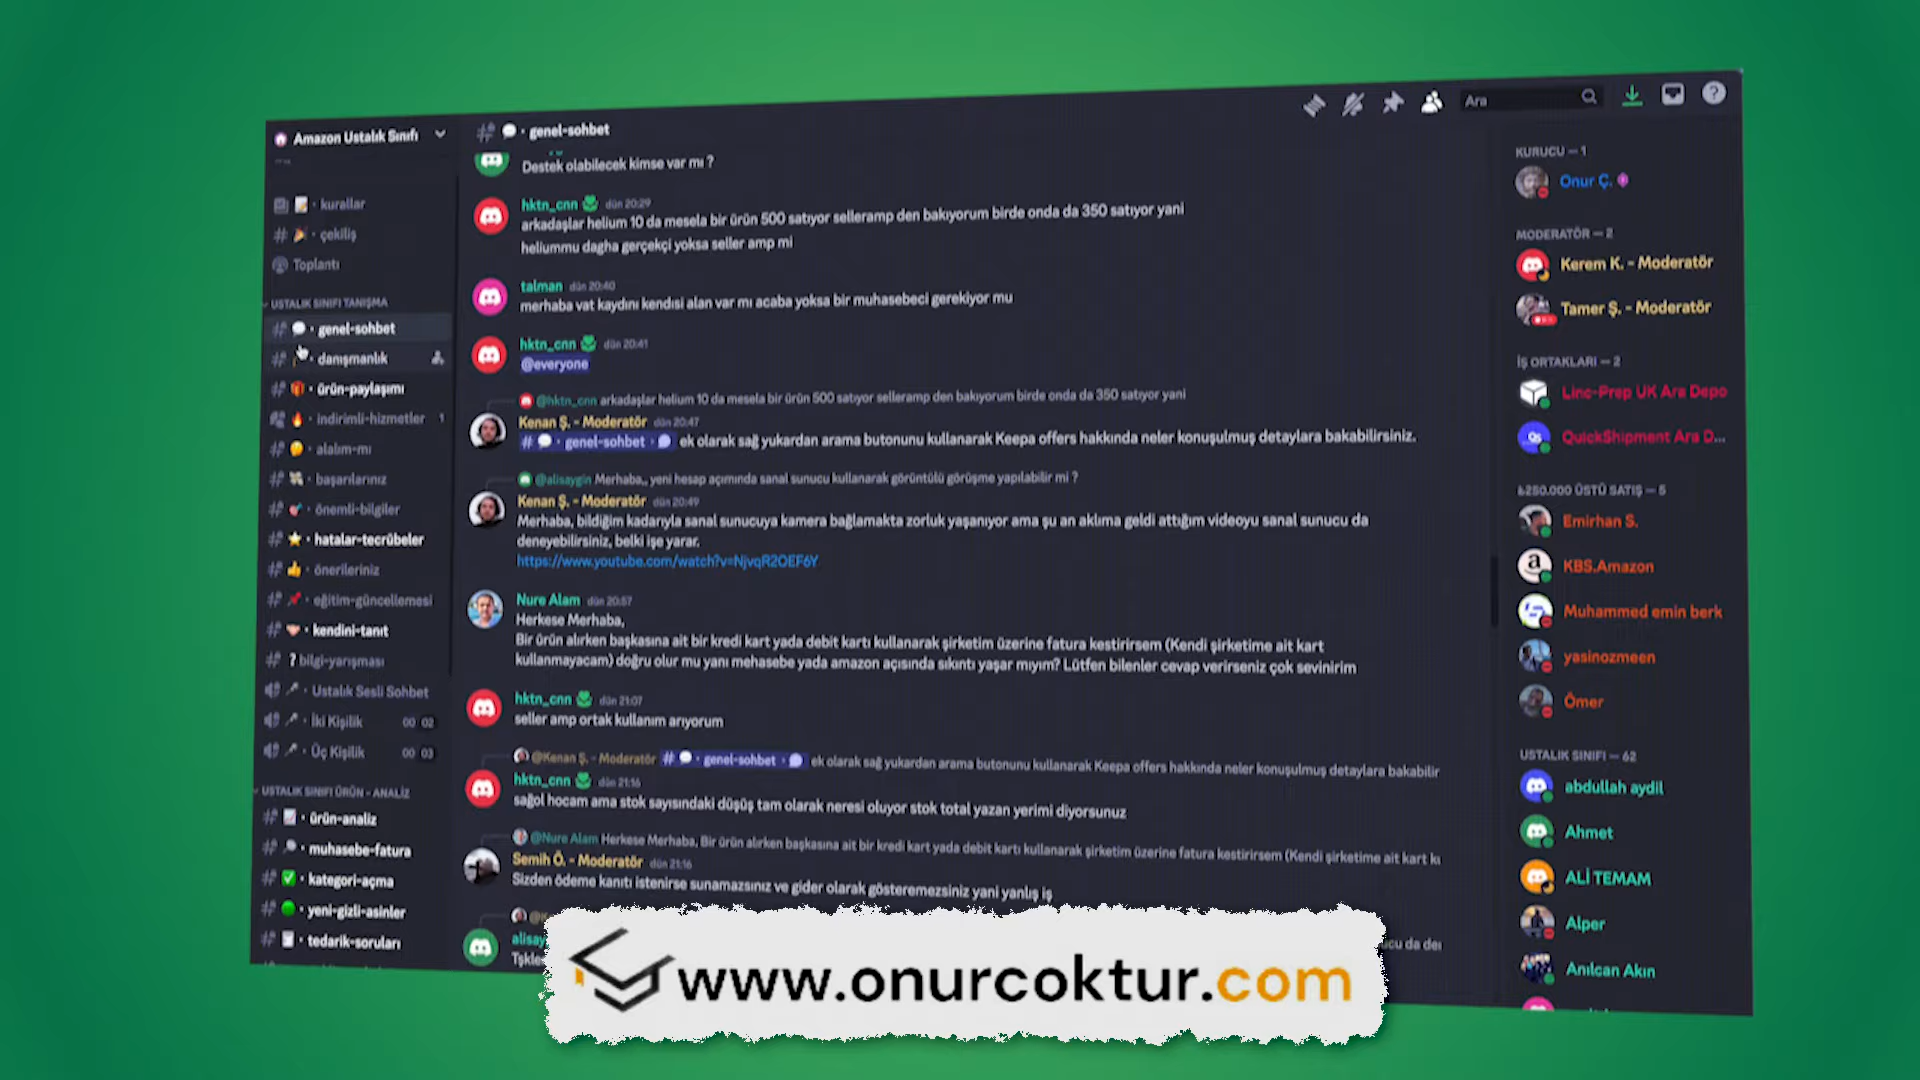 Amazon Ustalık Sınıfı
kurallar
çekiliş
Toplantı
USTALIK SINIFI TANIŞMA
genel-sohbet
danışmanlık
ürün-paylaşımı
indirimli-hizmetler 1
alalım-mı
başarılarınız
önemli-bilgiler
hatalar-tecrübeler
önerileriniz
eğitim-güncellemesi
kendini-tanıt
? bilgi-yarışması
Ustalık Sesli Sohbet
İki Kişilik 00 02
Üç Kişilik 00 03
USTALIK SINIFI ÜRÜN - ANALİZ
ürün-analiz
muhasebe-fatura
kategori-açma
yeni-gizli-asinler
tedarik-soruları
genel-sohbet
Ara
Destek olabilecek kimse var mı ?
hktn_cnn dün 20:29
arkadaşlar helium 10 da mesela bir ürün 500 satıyor selleramp den bakıyorum birde onda da 350 satıyor yani
heliummu dagha gerçekçi yoksa seller amp mi
talman dün 20:40
merhaba vat kaydını kendisi alan var mı acaba yoksa bir muhasebeci gerekiyor mu
hktn_cnn dün 20:41
@everyone
@hktn_cnn arkadaşlar helium 10 da mesela bir ürün 500 satıyor selleramp den bakıyorum birde onda da 350 satıyor yani
Kenan Ş. - Moderatör dün 20:47
# genel-sohbet ek olarak sağ yukardan arama butonunu kullanarak Keepa offers hakkında neler konuşulmuş detaylara bakabilirsiniz.
@alisaygin Merhaba,, yeni hesap açımında sanal sunucu kullanarak görüntülü görüşme yapılabilir mi ?
Kenan Ş. - Moderatör dün 20:49
Merhaba, bildiğim kadarıyla sanal sunucuya kamera bağlamakta zorluk yaşanıyor ama şu an aklıma geldi attığım videoyu sanal sunucu da
deneyebilirsiniz, belki işe yarar.
https://www.youtube.com/watch?v=NjvqR2OEF6Y
Nure Alam dün 20:57
Herkese Merhaba,
Bir ürün alırken başkasına ait bir kredi kart yada debit kartı kullanarak şirketim üzerine fatura kestirirsem (Kendi şirketime ait kart
kullanmayacam) doğru olur mu yanı mehasebe yada amazon açısında sıkıntı yaşar mıyım? Lütfen bilenler cevap verirseniz çok sevinirim
hktn_cnn dün 21:07
seller amp ortak kullanım arıyorum
@Kenan Ş. - Moderatör # genel-sohbet ek olarak sağ yukardan arama butonunu kullanarak Keepa offers hakkında neler konuşulmuş detaylara bakabilir
hktn_cnn dün 21:16
sağol hocam ama stok sayısındaki düşüş tam olarak neresi oluyor stok total yazan yerimi diyorsunuz
@Nure Alam Herkese Merhaba, Bir ürün alırken başkasına ait bir kredi kart yada debit kartı kullanarak şirketim üzerine fatura kestirirsem (Kendi şirketime ait kart
Semih Ö. - Moderatör dün 21:16
Sizden ödeme kanıtı istenirse sunamazsınız ve gider olarak gösteremezsiniz yani yanlış iş
KURUCU — 1
Onur Ç.
MODERATÖR — 2
Kerem K. - Moderatör
Tamer Ş. - Moderatör
İŞ ORTAKLARI — 2
Linc-Prep UK Ara Depo
QuickShipment Ara D...
₺250.000 ÜSTÜ SATIŞ — 5
Emirhan S.
KBS.Amazon
Muhammed emin berk
yasinozmeen
Ömer
USTALIK SINIFI — 62
abdullah aydil
Ahmet
ALİ TEMAM
Alper
Anılcan Akın
www.onurcoktur.com